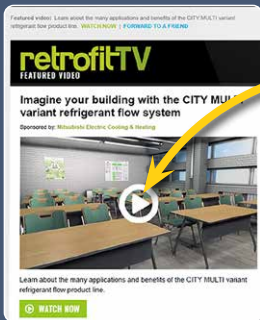 Featured video: Learn about the many applications and benefits of the CITY MULTI variant
refrigerant flow product line. WATCH NOW | FORWARD TO A FRIEND
retrofitTV
FEATURED VIDEO
Imagine your building with the CITY MULTI
variant refrigerant flow system
Sponsored by: Mitsubishi Electric Cooling & Heating
Learn about the many applications and benefits of the CITY MULTI variant
refrigerant flow product line.
WATCH NOW